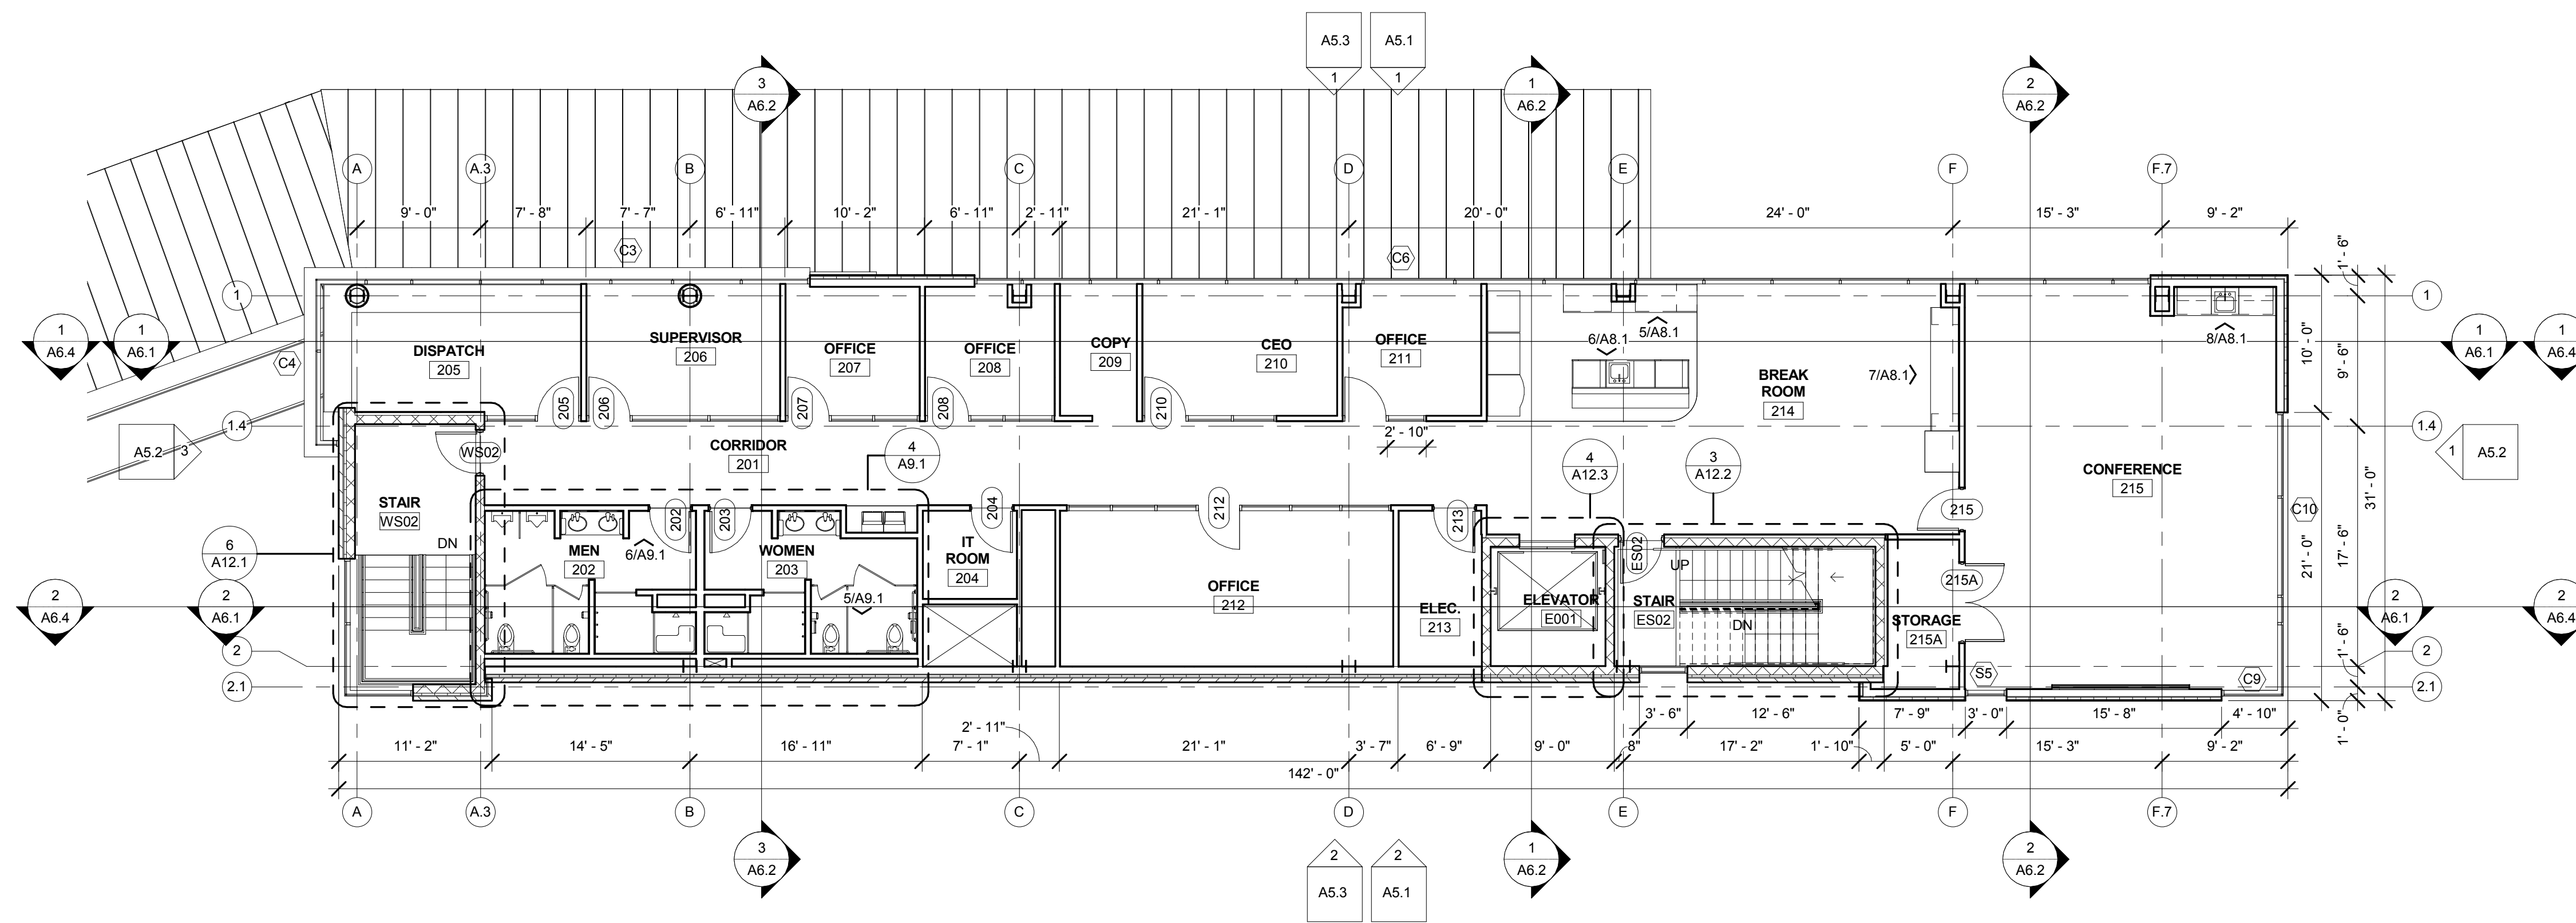 A5.3 A5.1
1 1
3 1 2
A6.2 A6.2 A6.2
A A.3 B C D E F F.7
9' - 0" 7' - 8" 7' - 7" 6' - 11" 10' - 2" 6' - 11" 2' - 11" 21' - 1" 20' - 0" 24' - 0" 15' - 3" 9' - 2"
C3 C6
1' - 6"
1 1
1 1 1 1
A6.4 A6.1 A6.1 A6.4
C4
DISPATCH
205
SUPERVISOR
206
OFFICE
207
OFFICE
208
COPY
209
CEO
210
OFFICE
211
6/A8.1
5/A8.1
7/A8.1
8/A8.1
BREAK
ROOM
214
10' - 0"
9' - 6"
205 206 207 208 210
1.4 1.4
2' - 10"
A5.2 3
1 A5.2
WS02
CORRIDOR
201
4
A9.1
4
A12.3
3
A12.2
CONFERENCE
215
31' - 0"
C10
STAIR
WS02
DN
202 203 204 212 213 ES02 215
6
A12.1
MEN
202
6/A9.1
WOMEN
203
5/A9.1
IT
ROOM
204
OFFICE
212
ELEC.
213
ELEVATOR
E001
STAIR
ES02
UP
DN
215A
STORAGE
215A
21' - 0"
17' - 6"
2 2 2 2
A6.4 A6.1 A6.1 A6.4
1' - 6"
2 2
S5 C9
2.1 2.1
1' - 0"
3' - 6" 12' - 6" 7' - 9" 3' - 0" 15' - 8" 4' - 10"
2' - 11"
11' - 2" 14' - 5" 16' - 11" 7' - 1" 21' - 1" 3' - 7" 6' - 9" 9' - 0" 8" 17' - 2" 1' - 10" 5' - 0" 15' - 3" 9' - 2"
142' - 0"
A A.3 B C D E F F.7
3 1 2
A6.2 A6.2 A6.2
2 2
A5.3 A5.1